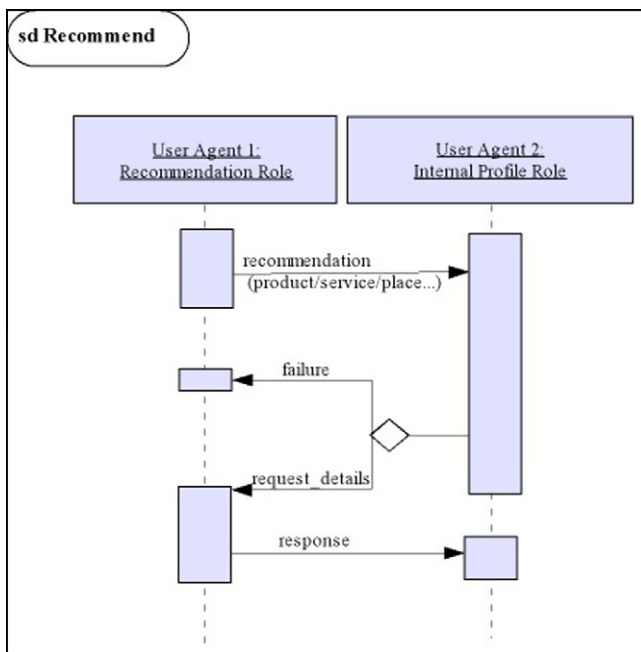 sd Recommend
User Agent 1:
Recommendation Role
User Agent 2:
Internal Profile Role
recommendation
(product/service/place...)
failure
request_details
response